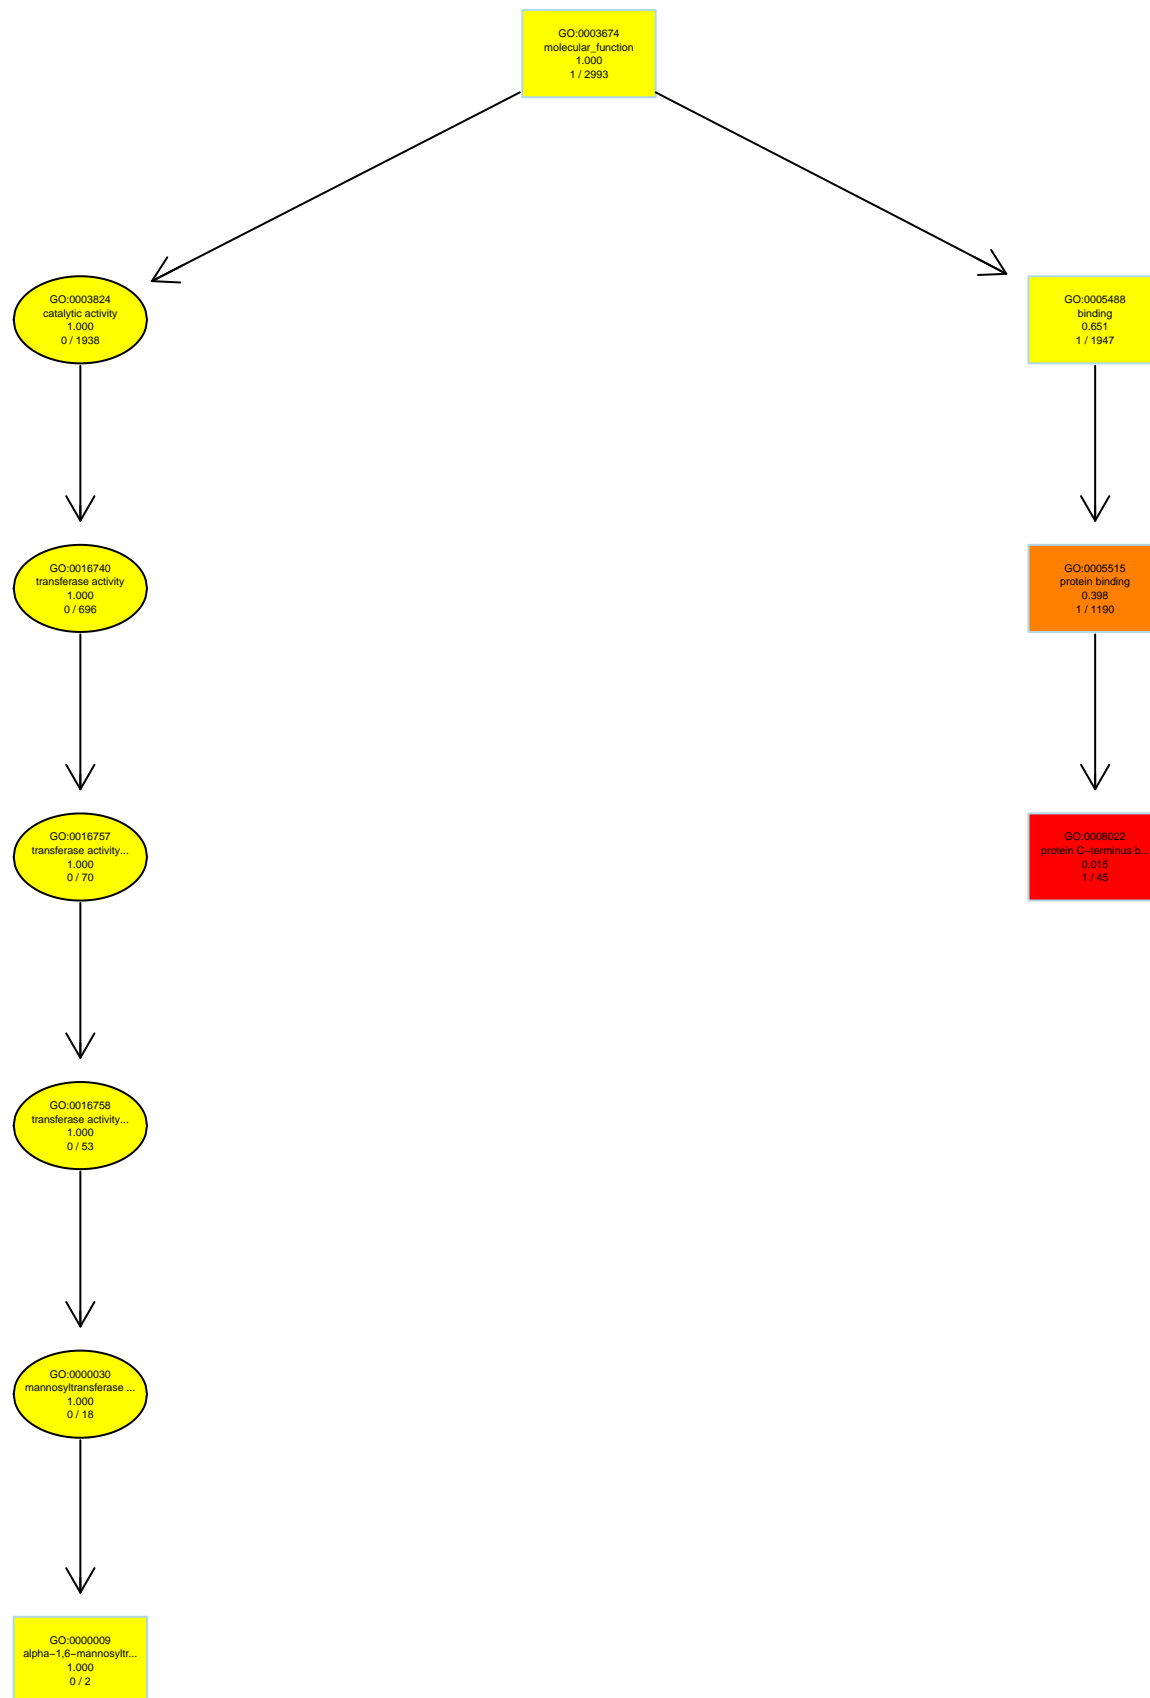 GO:0003674
molecular_function
1.000
1 / 2993
GO:0003824
catalytic activity
1.000
0 / 1938
GO:0005488
binding
0.651
1 / 1947
GO:0016740
transferase activity
1.000
0 / 696
GO:0005515
protein binding
0.398
1 / 1190
GO:0016757
transferase activity...
1.000
0 / 70
GO:0008022
protein C−terminus b...
0.015
1 / 45
GO:0016758
transferase activity...
1.000
0 / 53
GO:0000030
mannosyltransferase ...
1.000
0 / 18
GO:0000009
alpha−1,6−mannosyltr...
1.000
0 / 2